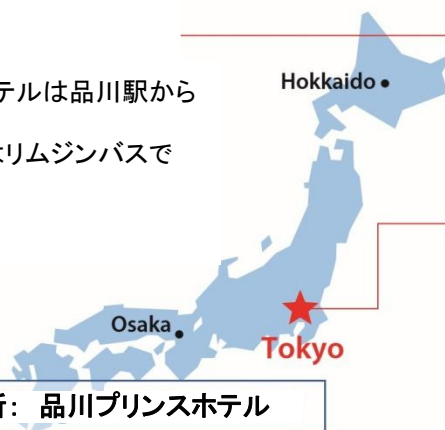 テルは品川駅から
はリムジンバスで
Hokkaido
Osaka
Tokyo
所： 品川プリンスホテル